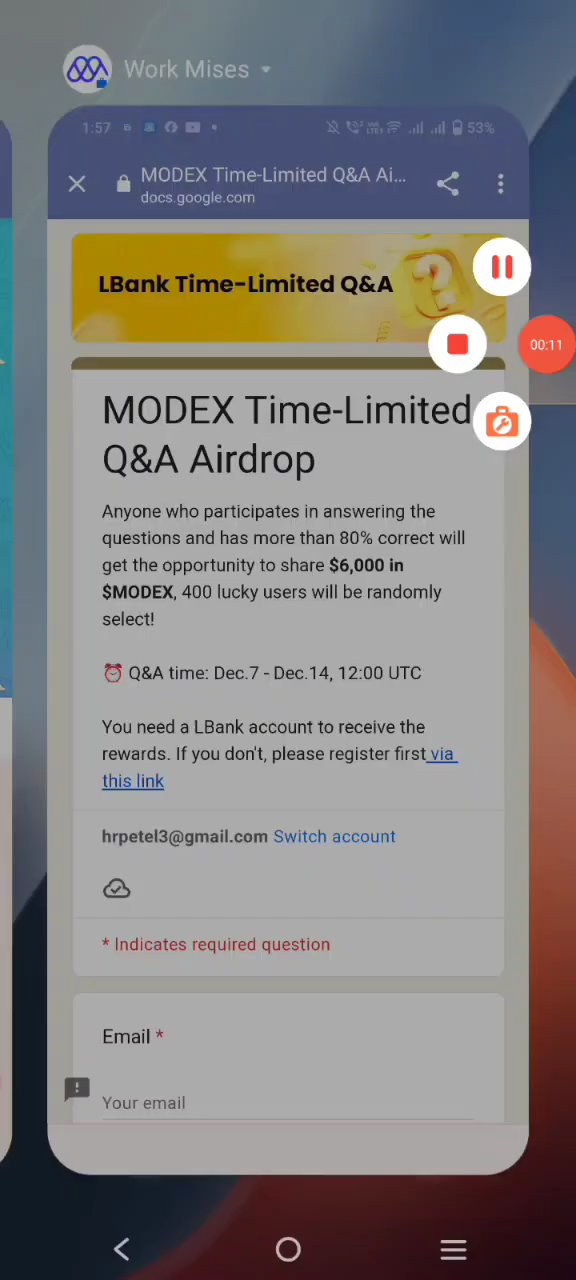 Work Mises
1:57
53%
MODEX Time-Limited Q&A Ai...
docs.google.com
LBank Time-Limited Q&A
00:11
MODEX Time-Limited
Q&A Airdrop
Anyone who participates in answering the
questions and has more than 80% correct will
get the opportunity to share $6,000 in
$MODEX, 400 lucky users will be randomly
select!
⏰ Q&A time: Dec.7 - Dec.14, 12:00 UTC
You need a LBank account to receive the
rewards. If you don't, please register first via
this link
hrpetel3@gmail.com Switch account
* Indicates required question
Email *
Your email